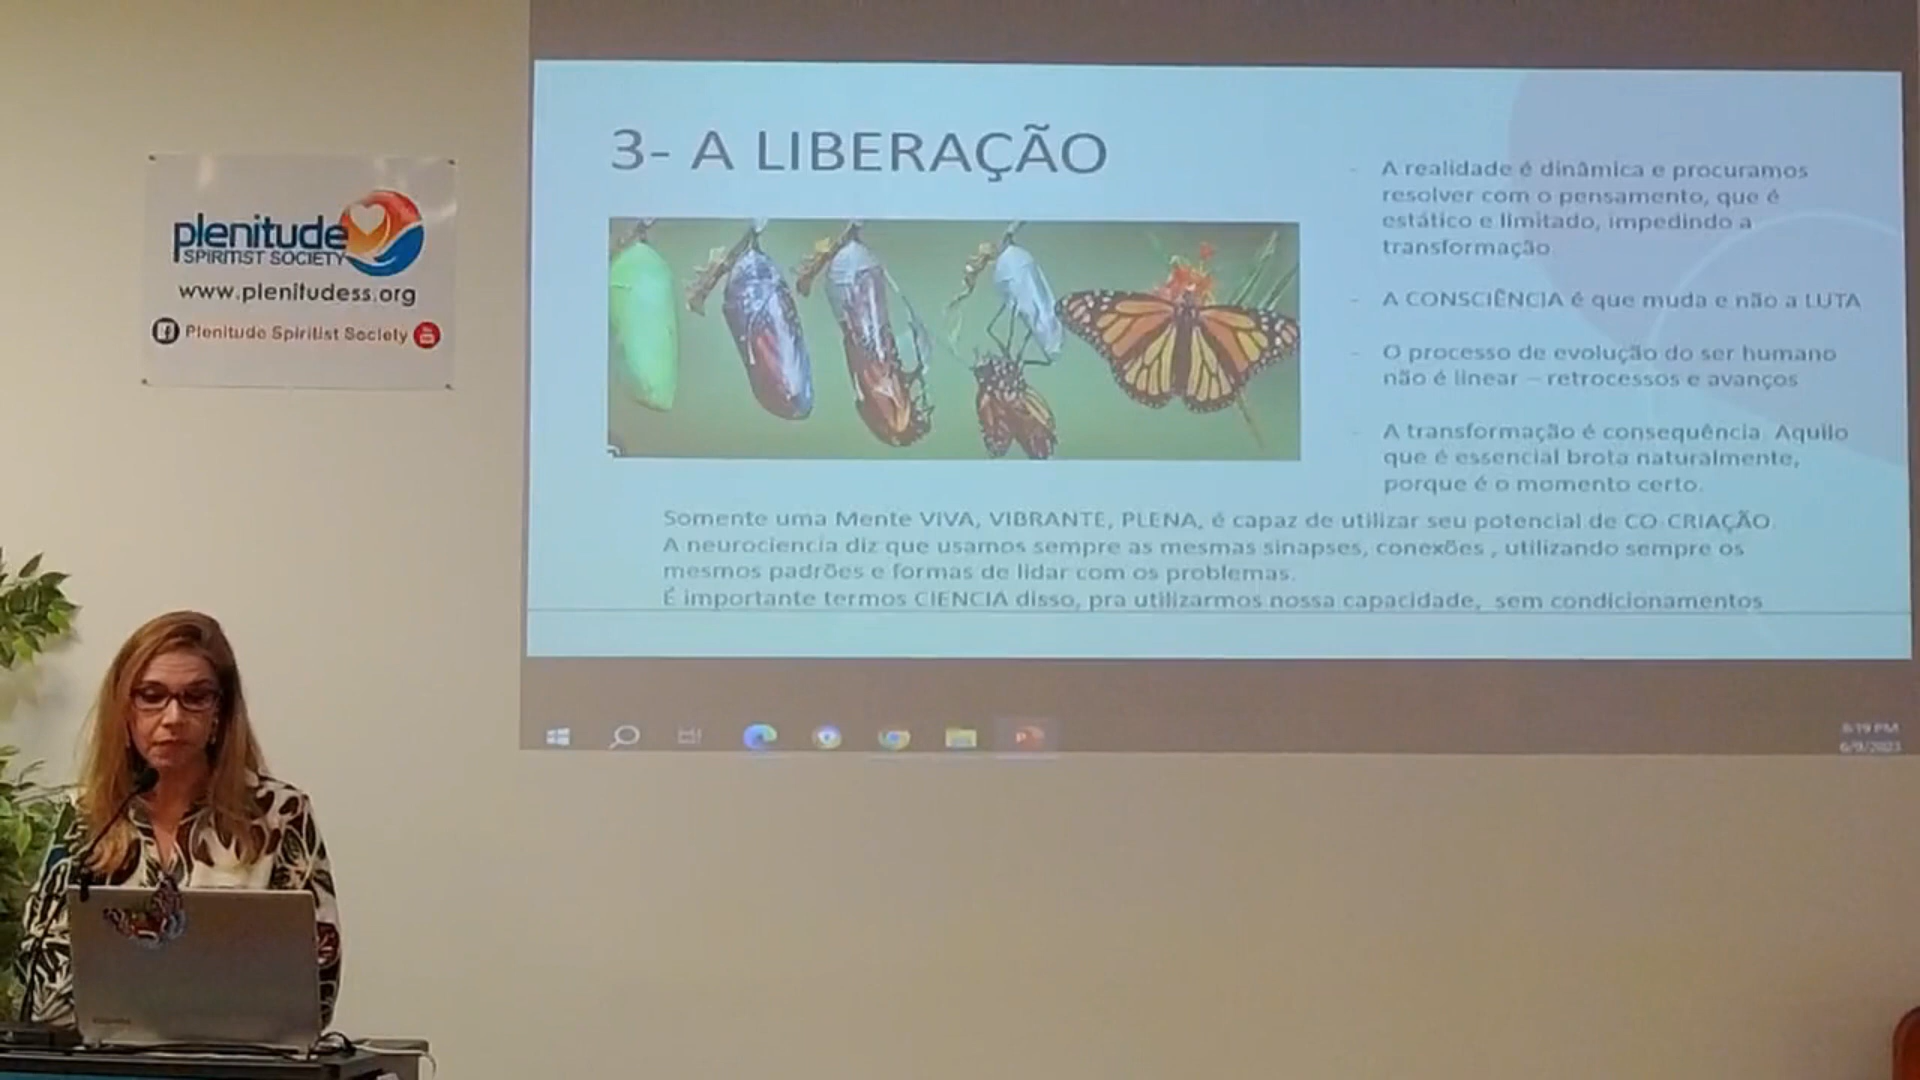 plenitude
SPIRITIST SOCIETY
www.plenitudess.org
Plenitude Spiritist Society
3- A LIBERAÇÃO
- A realidade é dinâmica e procuramos
resolver com o pensamento, que é
estático e limitado, impedindo a
transformação.
- A CONSCIÊNCIA é que muda e não a LUTA
- O processo de evolução do ser humano
não é linear – retrocessos e avanços
- A transformação é consequência. Aquilo
que é essencial brota naturalmente,
porque é o momento certo.
Somente uma Mente VIVA, VIBRANTE, PLENA, é capaz de utilizar seu potencial de CO-CRIAÇÃO.
A neurociencia diz que usamos sempre as mesmas sinapses, conexões , utilizando sempre os
mesmos padrões e formas de lidar com os problemas.
É importante termos CIENCIA disso, pra utilizarmos nossa capacidade, sem condicionamentos
6/9/2023